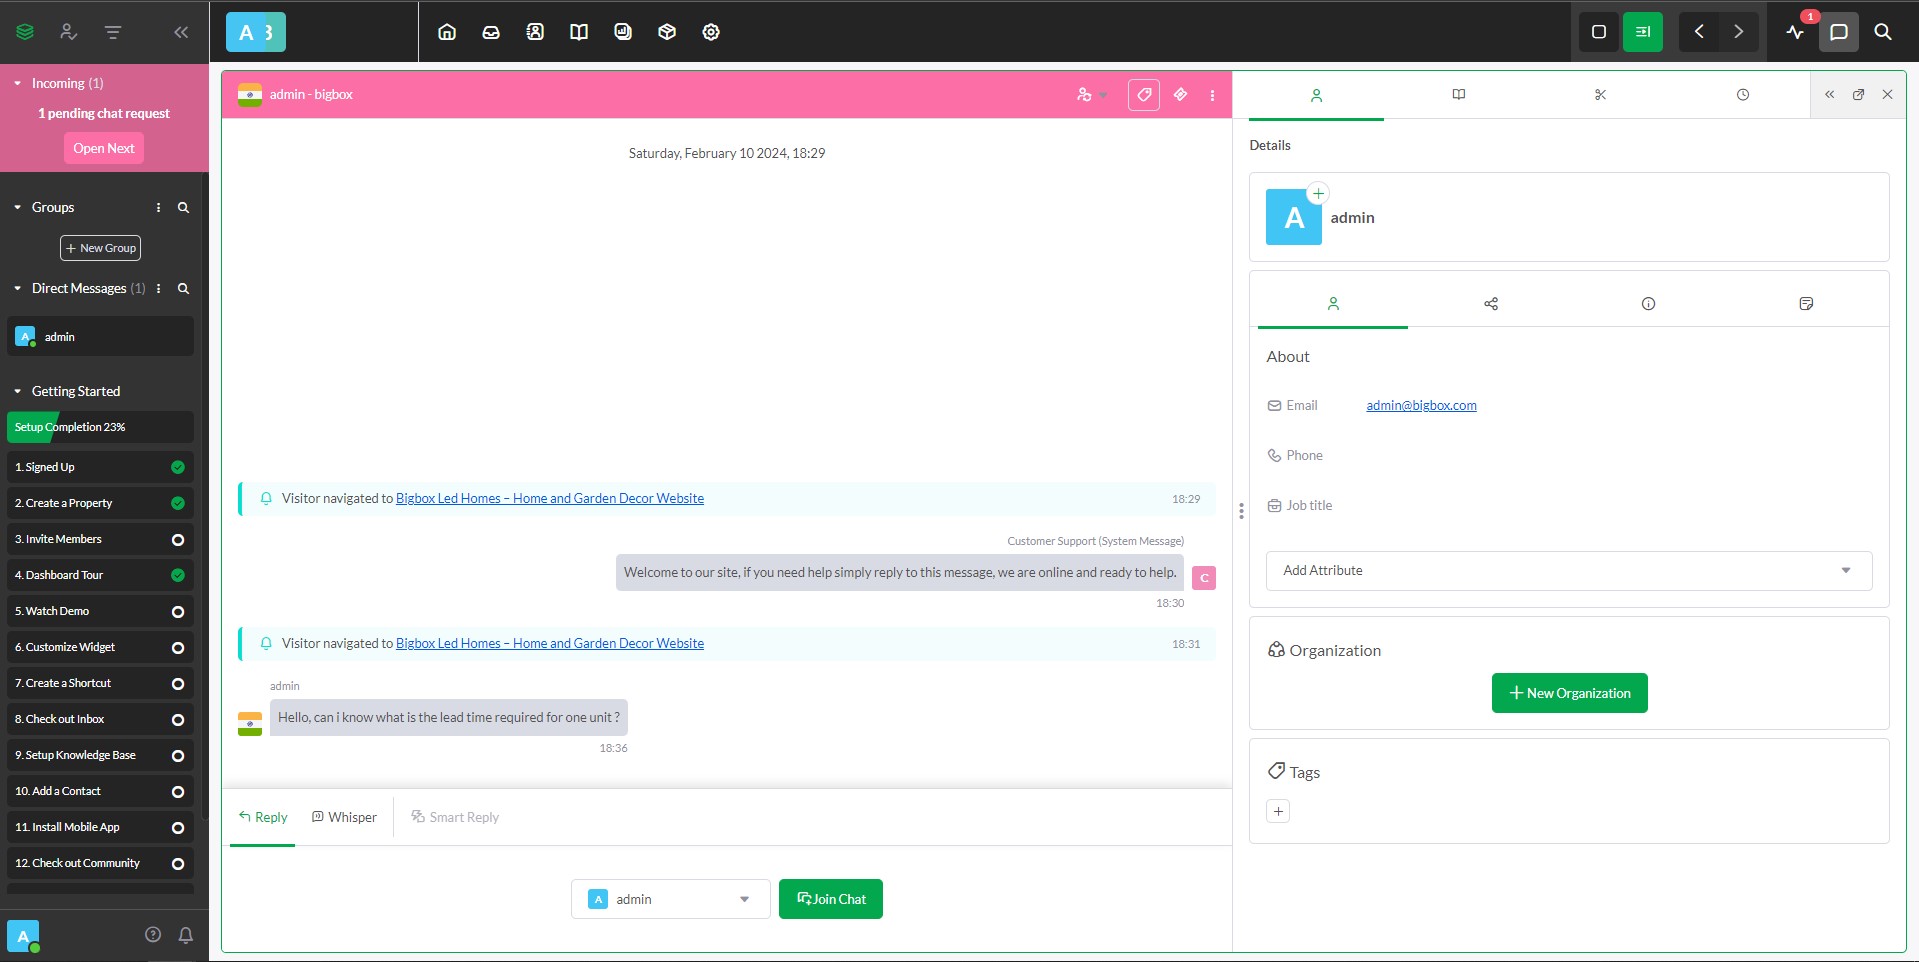 A 3
1
Incoming (1)
1 pending chat request
Open Next
Groups
+ New Group
Direct Messages (1)
A admin
Getting Started
Setup Completion 23%
1. Signed Up
2. Create a Property
3. Invite Members
4. Dashboard Tour
5. Watch Demo
6. Customize Widget
7. Create a Shortcut
8. Check out Inbox
9. Setup Knowledge Base
10. Add a Contact
11. Install Mobile App
12. Check out Community
A
admin - bigbox
Saturday, February 10 2024, 18:29
Visitor navigated to Bigbox Led Homes – Home and Garden Decor Website 18:29
Customer Support (System Message)
Welcome to our site, if you need help simply reply to this message, we are online and ready to help. C
18:30
Visitor navigated to Bigbox Led Homes – Home and Garden Decor Website 18:31
admin
Hello, can i know what is the lead time required for one unit ?
18:36
Reply Whisper Smart Reply
A admin Join Chat
Details
A admin
About
Email admin@bigbox.com
Phone
Job title
Add Attribute
Organization
+ New Organization
Tags
+